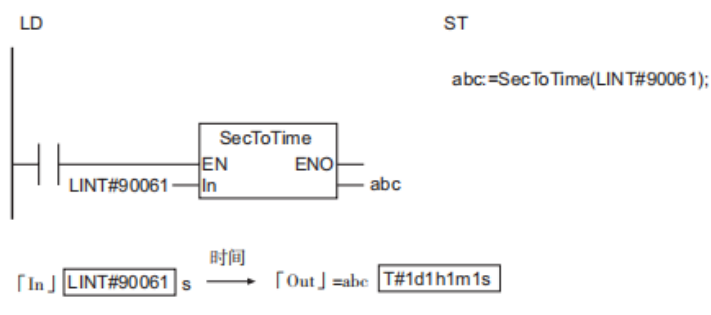 LD
ST
abc:=SecToTime(LINT#90061);
SecToTime
EN ENO
LINT#90061 In abc
时间
「In」 LINT#90061 s 「Out」=abc T#1d1h1m1s